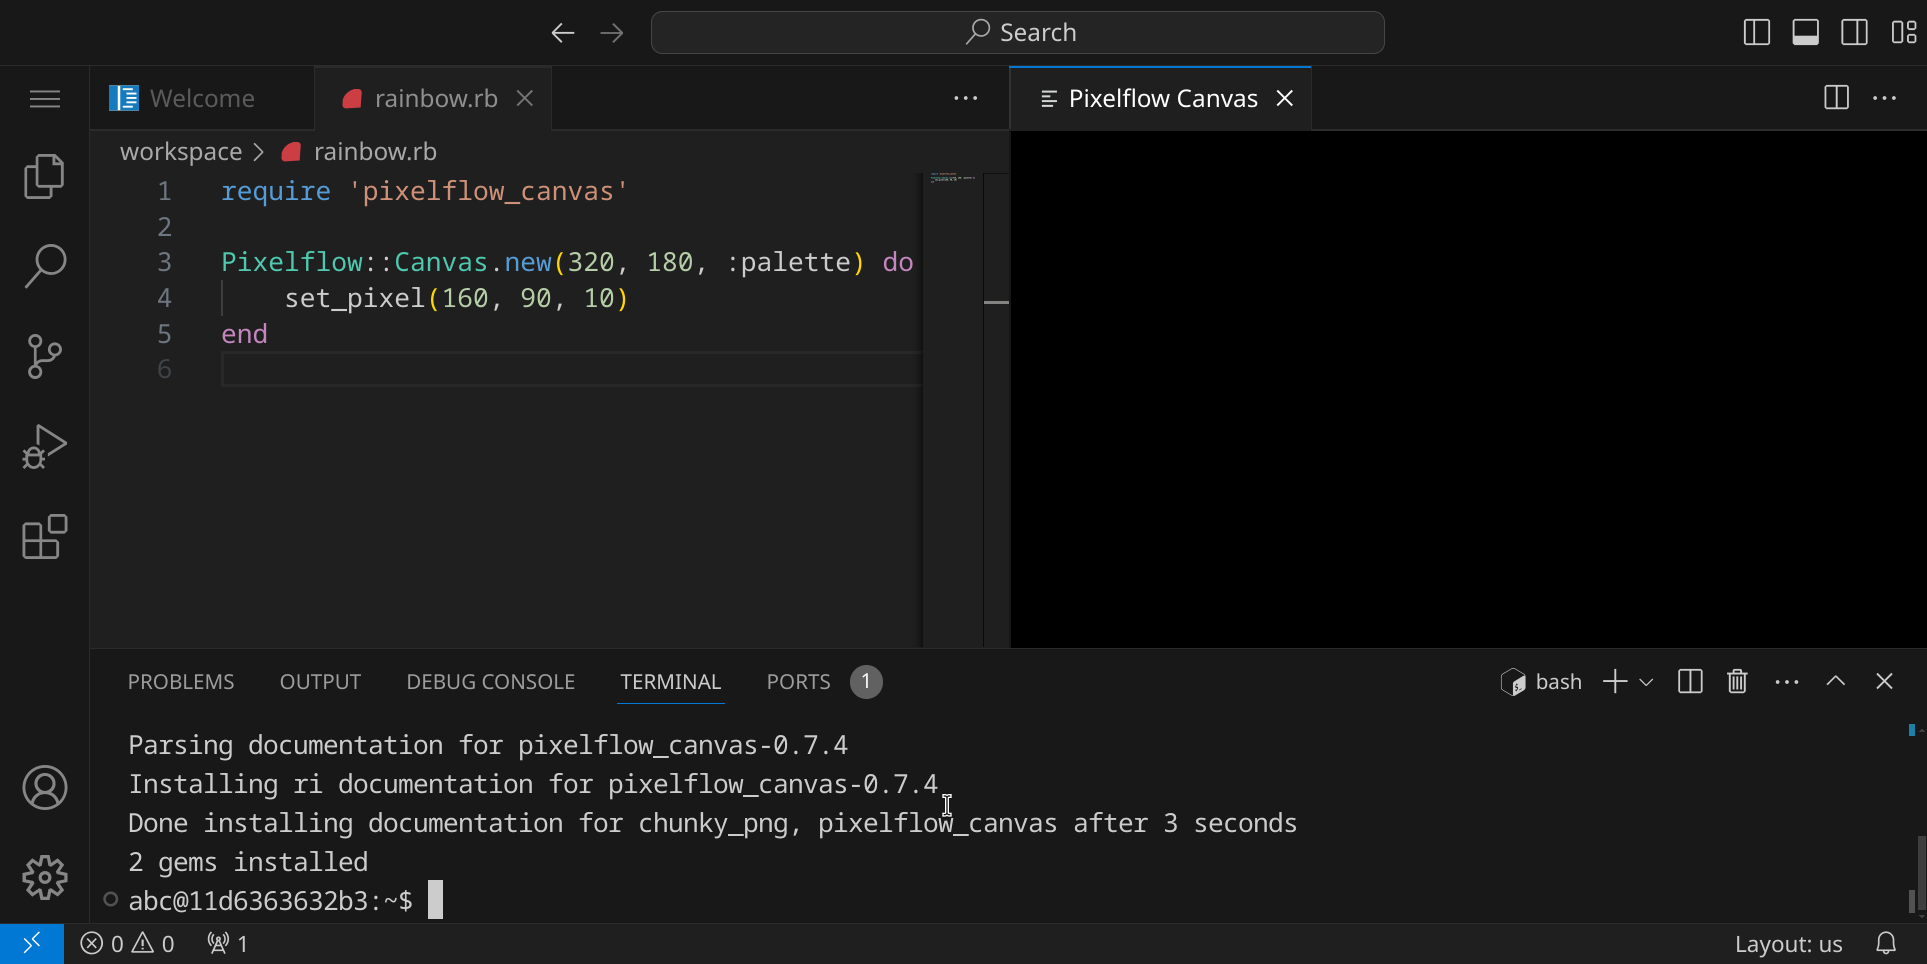 Search
Welcome
rainbow.rb
Pixelflow Canvas
workspace > rainbow.rb
1 require 'pixelflow_canvas'
2
3 Pixelflow::Canvas.new(320, 180, :palette) do
4 set_pixel(160, 90, 10)
5 end
6
PROBLEMS OUTPUT DEBUG CONSOLE TERMINAL PORTS 1
bash
Parsing documentation for pixelflow_canvas-0.7.4
Installing ri documentation for pixelflow_canvas-0.7.4
Done installing documentation for chunky_png, pixelflow_canvas after 3 seconds
2 gems installed
abc@11d6363632b3:~$
0 0 1
Layout: us